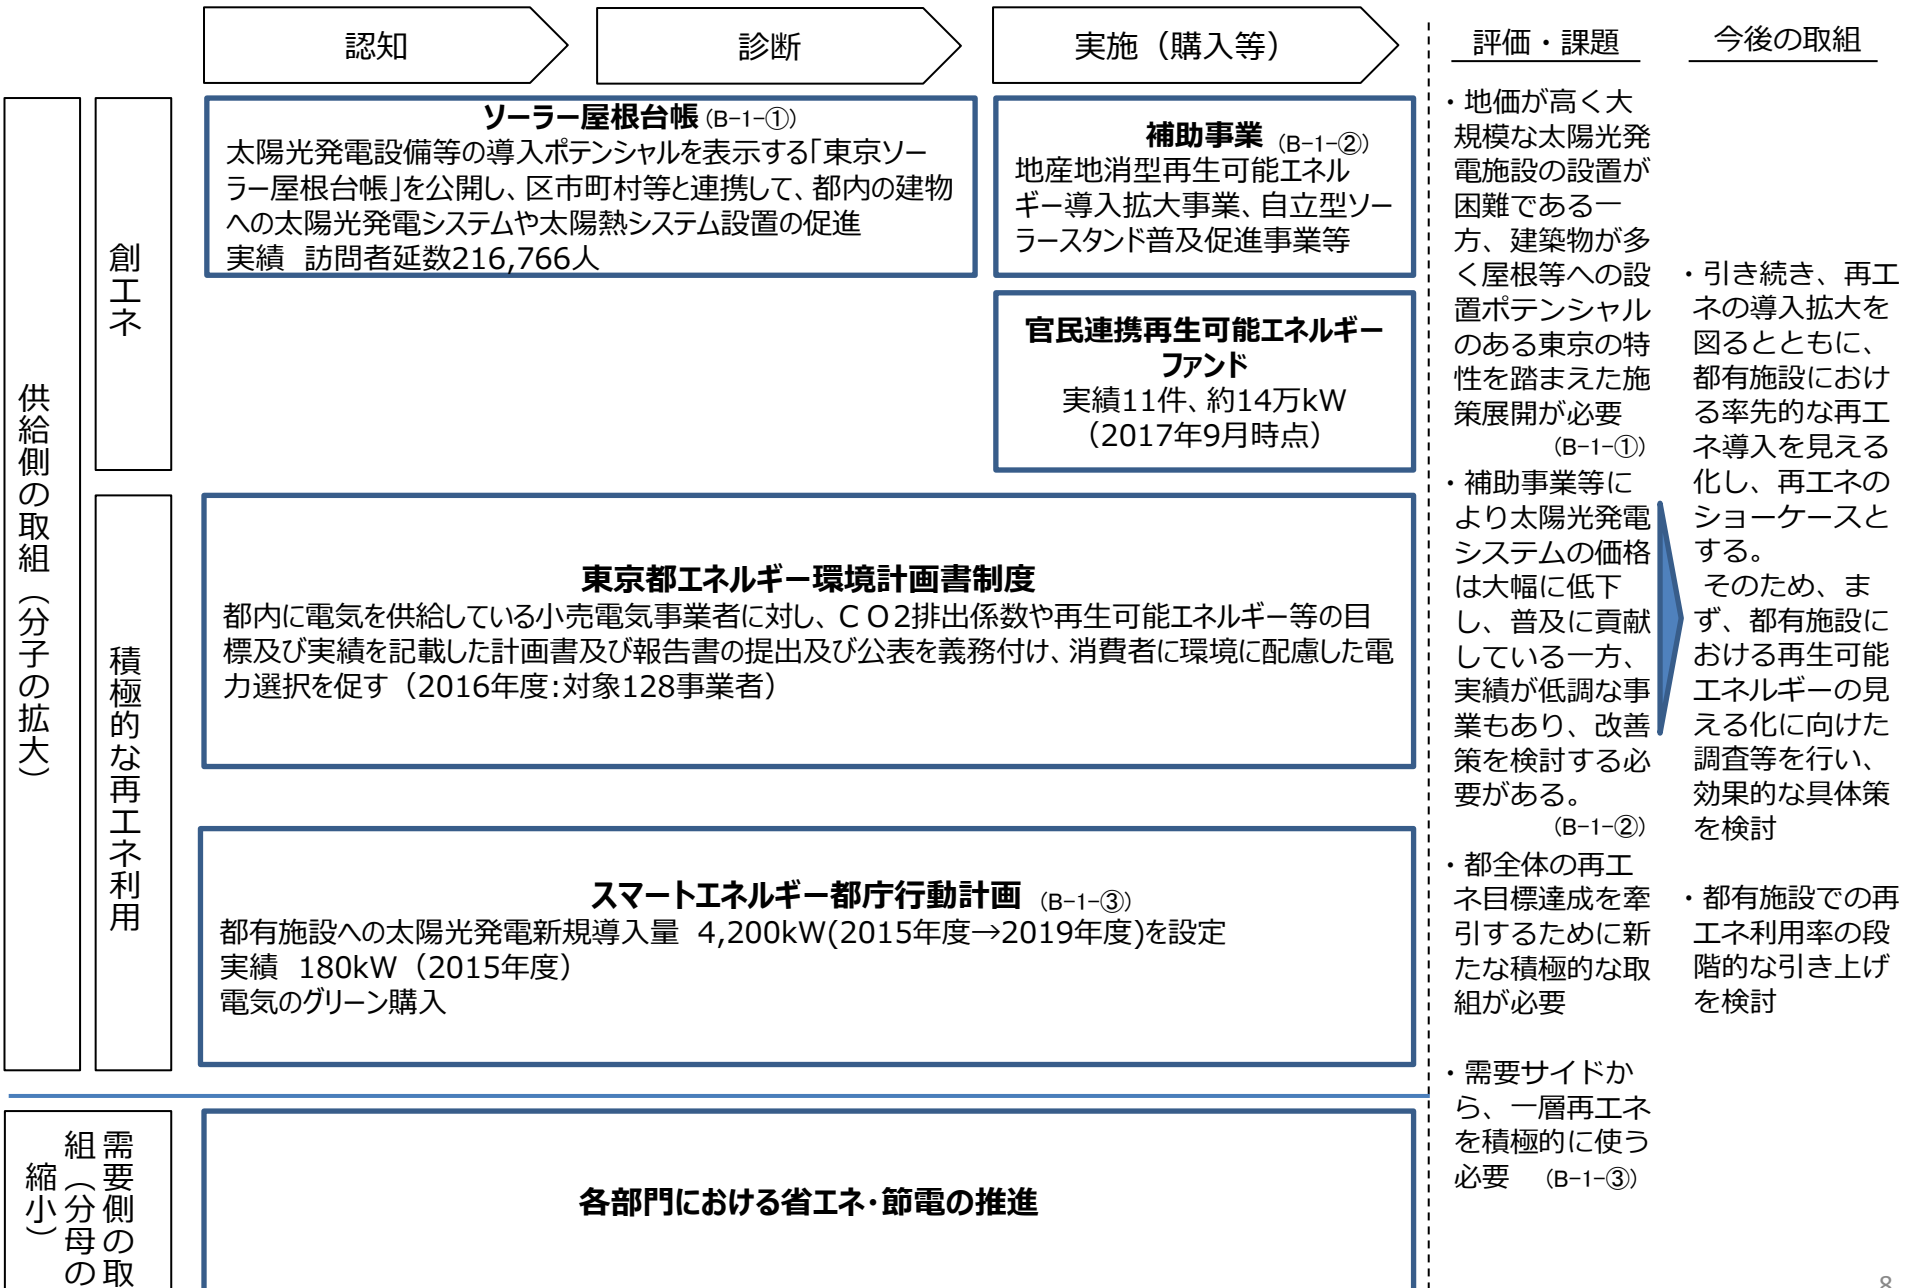 認知
診断
実施（購入等）
評価・課題
今後の取組
供給側の取組（分子の拡大）
創エネ
ソーラー屋根台帳(B-1-①)
太陽光発電設備等の導入ポテンシャルを表示する「東京ソー
ラー屋根台帳」を公開し、区市町村等と連携して、都内の建物
への太陽光発電システムや太陽熱システム設置の促進
実績　訪問者延数216,766人
補助事業 (B-1-②)
地産地消型再生可能エネル
ギー導入拡大事業、自立型ソー
ラースタンド普及促進事業等
官民連携再生可能エネルギー
ファンド
実績11件、約14万kW
（2017年9月時点）
積極的な再エネ利用
東京都エネルギー環境計画書制度
都内に電気を供給している小売電気事業者に対し、ＣＯ2排出係数や再生可能エネルギー等の目
標及び実績を記載した計画書及び報告書の提出及び公表を義務付け、消費者に環境に配慮した電
力選択を促す（2016年度:対象128事業者）
スマートエネルギー都庁行動計画 (B-1-③)
都有施設への太陽光発電新規導入量　4,200kW(2015年度→2019年度)を設定
実績　180kW（2015年度）
電気のグリーン購入
需要側の取
組（分母の
縮小）
各部門における省エネ・節電の推進
・地価が高く大
規模な太陽光発
電施設の設置が
困難である一
方、建築物が多
く屋根等への設
置ポテンシャル
のある東京の特
性を踏まえた施
策展開が必要
(B-1-①)
・補助事業等に
より太陽光発電
システムの価格
は大幅に低下
し、普及に貢献
している一方、
実績が低調な事
業もあり、改善
策を検討する必
要がある。
(B-1-②)
・都全体の再エ
ネ目標達成を牽
引するために新
たな積極的な取
組が必要
・需要サイドか
ら、一層再エネ
を積極的に使う
必要　(B-1-③)
・引き続き、再エ
ネの導入拡大を
図るとともに、
都有施設におけ
る率先的な再エ
ネ導入を見える
化し、再エネの
ショーケースと
する。
そのため、ま
ず、都有施設に
おける再生可能
エネルギーの見
える化に向けた
調査等を行い、
効果的な具体策
を検討
・都有施設での再
エネ利用率の段
階的な引き上げ
を検討
8